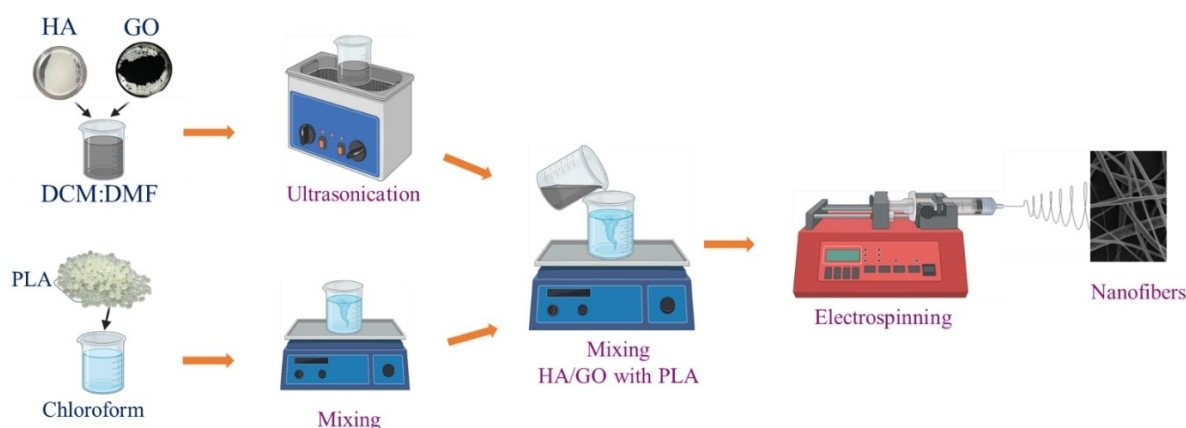 HA
GO
DCM:DMF
Ultrasonication
PLA
Chloroform
Mixing
Mixing
HA/GO with PLA
Electrospinning
Nanofibers